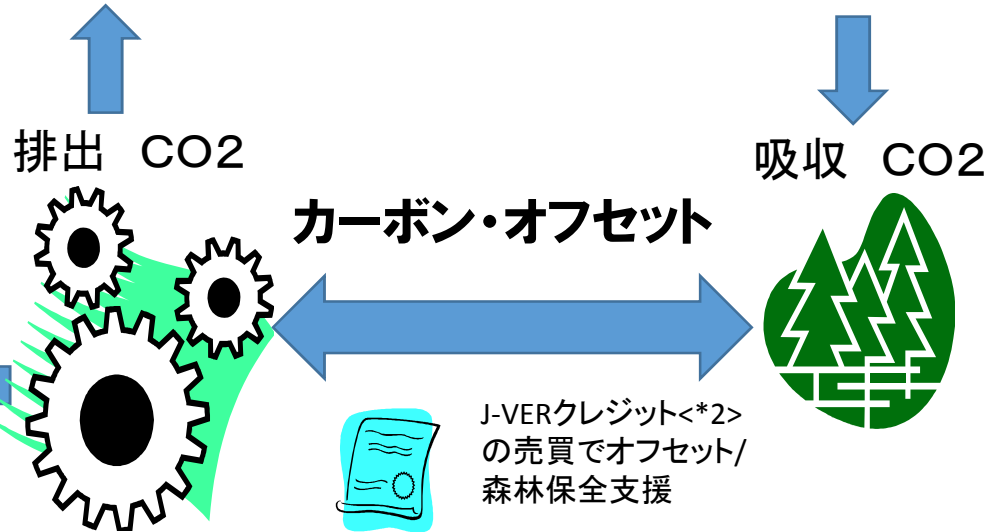 排出　CO2
吸収　CO2
カーボン・オフセット
J-VERクレジット<*2>
の売買でオフセット/
森林保全支援